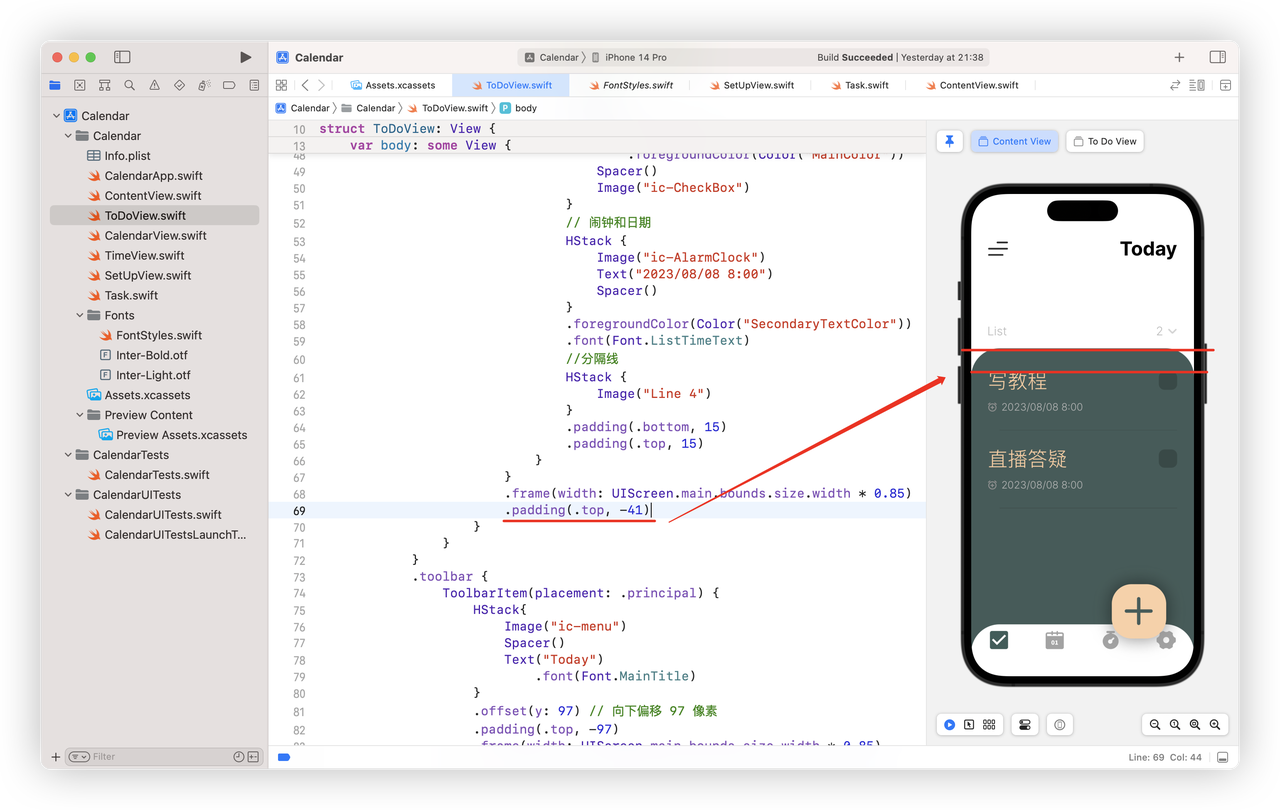 Calendar
Calendar 〉 iPhone 14 Pro
Build Succeeded | Yesterday at 21:38
Assets.xcassets
ToDoView.swift
FontStyles.swift
SetUpView.swift
Task.swift
ContentView.swift
Calendar 〉 Calendar 〉 ToDoView.swift 〉 P body
Calendar
Calendar
Info.plist
CalendarApp.swift
ContentView.swift
ToDoView.swift
CalendarView.swift
TimeView.swift
SetUpView.swift
Task.swift
Fonts
FontStyles.swift
Inter-Bold.otf
Inter-Light.otf
Assets.xcassets
Preview Content
Preview Assets.xcassets
CalendarTests
CalendarTests.swift
CalendarUITests
CalendarUITests.swift
CalendarUITestsLaunchT...
Filter
10 struct ToDoView: View {
13 var body: some View {
48 .foregroundColor(Color("MainColor"))
49 Spacer()
50 Image("ic-CheckBox")
51 }
52 // 闹钟和日期
53 HStack {
54 Image("ic-AlarmClock")
55 Text("2023/08/08 8:00")
56 Spacer()
57 }
58 .foregroundColor(Color("SecondaryTextColor"))
59 .font(Font.ListTimeText)
60 //分隔线
61 HStack {
62 Image("Line 4")
63 }
64 .padding(.bottom, 15)
65 .padding(.top, 15)
66 }
67 }
68 .frame(width: UIScreen.main.bounds.size.width * 0.85)
69 .padding(.top, -41)
70 }
71 }
72 }
73 .toolbar {
74 ToolbarItem(placement: .principal) {
75 HStack{
76 Image("ic-menu")
77 Spacer()
78 Text("Today")
79 .font(Font.MainTitle)
80 }
81 .offset(y: 97) // 向下偏移 97 像素
82 .padding(.top, -97)
83 .frame(width: UIScreen.main.bounds.size.width * 0.85)
Content View
To Do View
Today
List
2
写教程
2023/08/08 8:00
直播答疑
2023/08/08 8:00
01
Line: 69 Col: 44